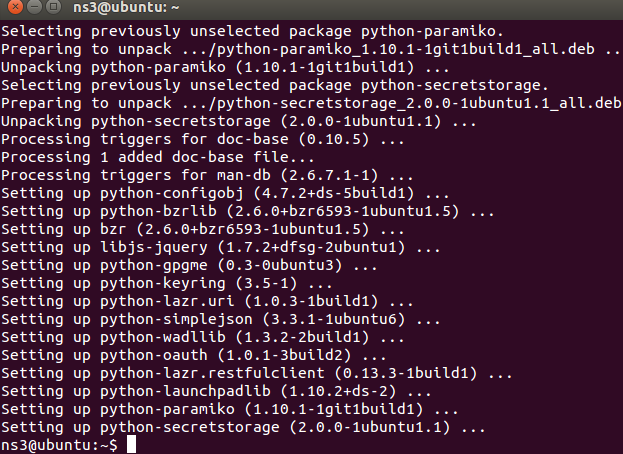 ns3@ubuntu: ~
Selecting previously unselected package python-paramiko.
Preparing to unpack .../python-paramiko_1.10.1-1git1build1_all.deb ..
Unpacking python-paramiko (1.10.1-1git1build1) ...
Selecting previously unselected package python-secretstorage.
Preparing to unpack .../python-secretstorage_2.0.0-1ubuntu1.1_all.deb
Unpacking python-secretstorage (2.0.0-1ubuntu1.1) ...
Processing triggers for doc-base (0.10.5) ...
Processing 1 added doc-base file...
Processing triggers for man-db (2.6.7.1-1) ...
Setting up python-configobj (4.7.2+ds-5build1) ...
Setting up python-bzrlib (2.6.0+bzr6593-1ubuntu1.5) ...
Setting up bzr (2.6.0+bzr6593-1ubuntu1.5) ...
Setting up libjs-jquery (1.7.2+dfsg-2ubuntu1) ...
Setting up python-gpgme (0.3-0ubuntu3) ...
Setting up python-keyring (3.5-1) ...
Setting up python-lazr.uri (1.0.3-1build1) ...
Setting up python-simplejson (3.3.1-1ubuntu6) ...
Setting up python-wadllib (1.3.2-2build1) ...
Setting up python-oauth (1.0.1-3build2) ...
Setting up python-lazr.restfulclient (0.13.3-1build1) ...
Setting up python-launchpadlib (1.10.2+ds-2) ...
Setting up python-paramiko (1.10.1-1git1build1) ...
Setting up python-secretstorage (2.0.0-1ubuntu1.1) ...
ns3@ubuntu:~$